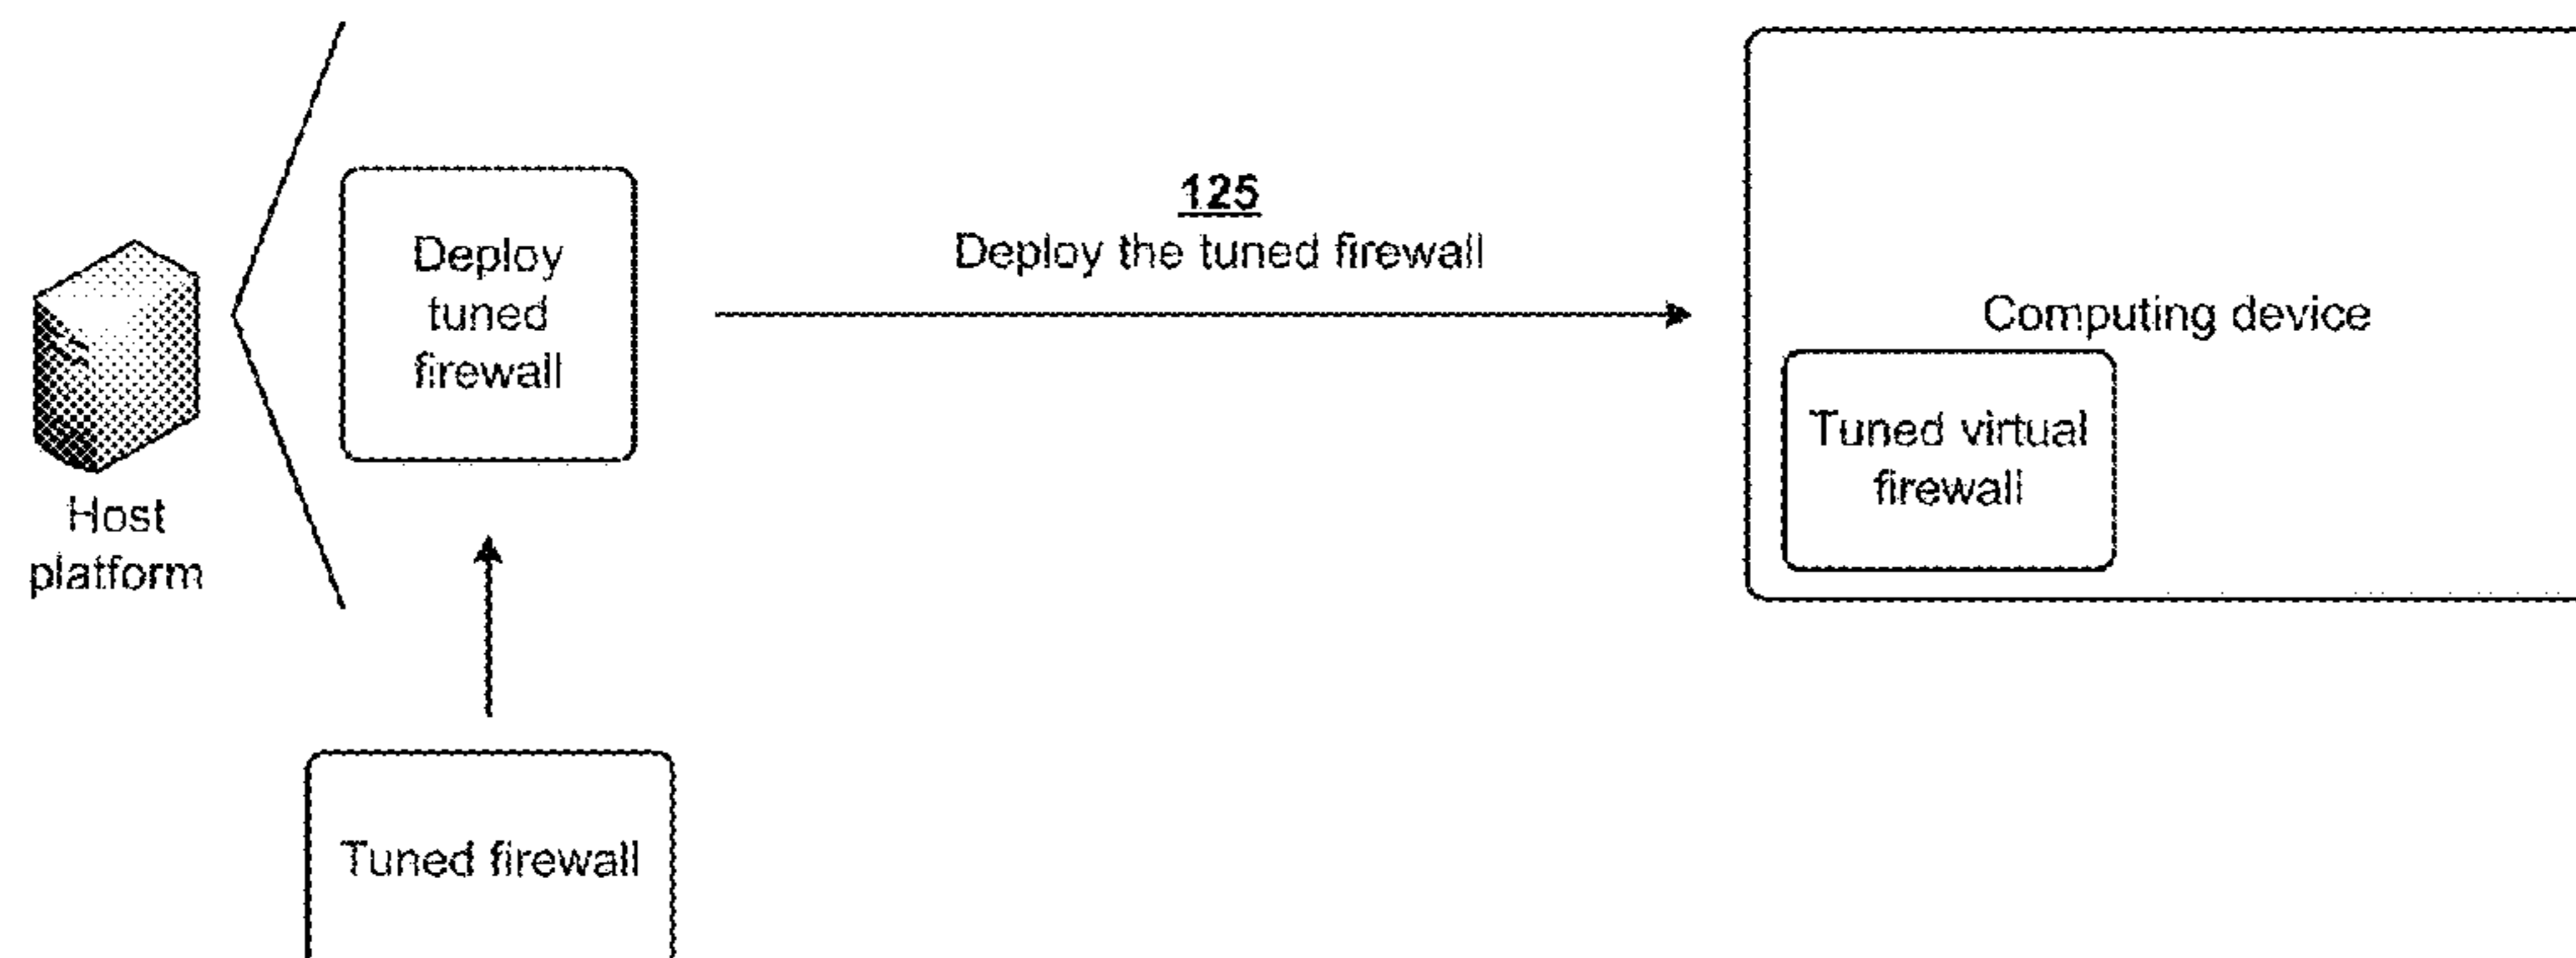 125
Deploy the tuned firewall
Deploy
tuned
firewall
Host
platform
Computing device
Tuned virtual
firewall
Tuned firewall